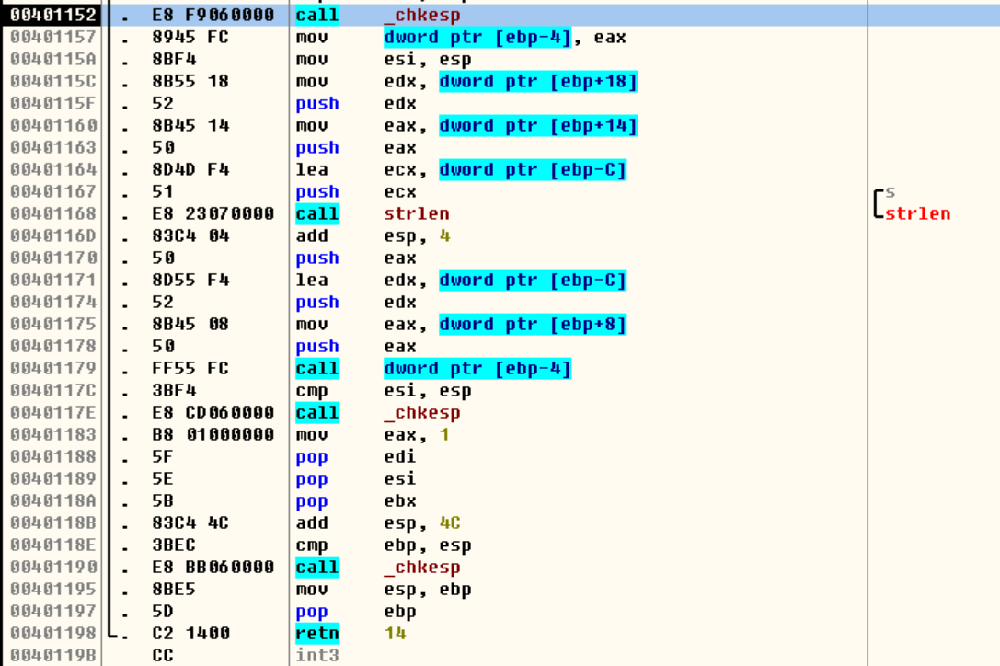 00401152 . E8 F9060000 call _chkesp
00401157 . 8945 FC mov dword ptr [ebp-4], eax
0040115A . 8BF4 mov esi, esp
0040115C . 8B55 18 mov edx, dword ptr [ebp+18]
0040115F . 52 push edx
00401160 . 8B45 14 mov eax, dword ptr [ebp+14]
00401163 . 50 push eax
00401164 . 8D4D F4 lea ecx, dword ptr [ebp-C]
00401167 . 51 push ecx s
00401168 . E8 23070000 call strlen strlen
0040116D . 83C4 04 add esp, 4
00401170 . 50 push eax
00401171 . 8D55 F4 lea edx, dword ptr [ebp-C]
00401174 . 52 push edx
00401175 . 8B45 08 mov eax, dword ptr [ebp+8]
00401178 . 50 push eax
00401179 . FF55 FC call dword ptr [ebp-4]
0040117C . 3BF4 cmp esi, esp
0040117E . E8 CD060000 call _chkesp
00401183 . B8 01000000 mov eax, 1
00401188 . 5F pop edi
00401189 . 5E pop esi
0040118A . 5B pop ebx
0040118B . 83C4 4C add esp, 4C
0040118E . 3BEC cmp ebp, esp
00401190 . E8 BB060000 call _chkesp
00401195 . 8BE5 mov esp, ebp
00401197 . 5D pop ebp
00401198 . C2 1400 retn 14
0040119B CC int3